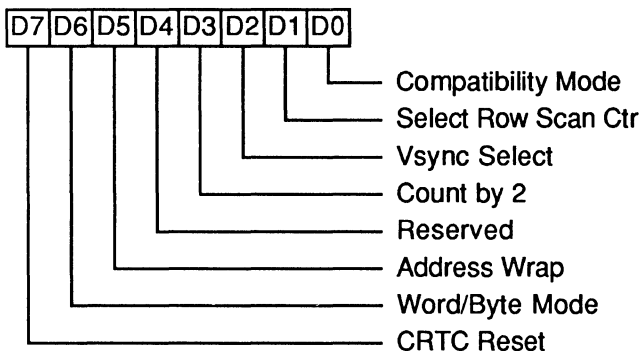 D7 D6 D5 D4 D3 D2 D1 D0
Compatibility Mode
Select Row Scan Ctr
Vsync Select
Count by 2
Reserved
Address Wrap
Word/Byte Mode
CRTC Reset